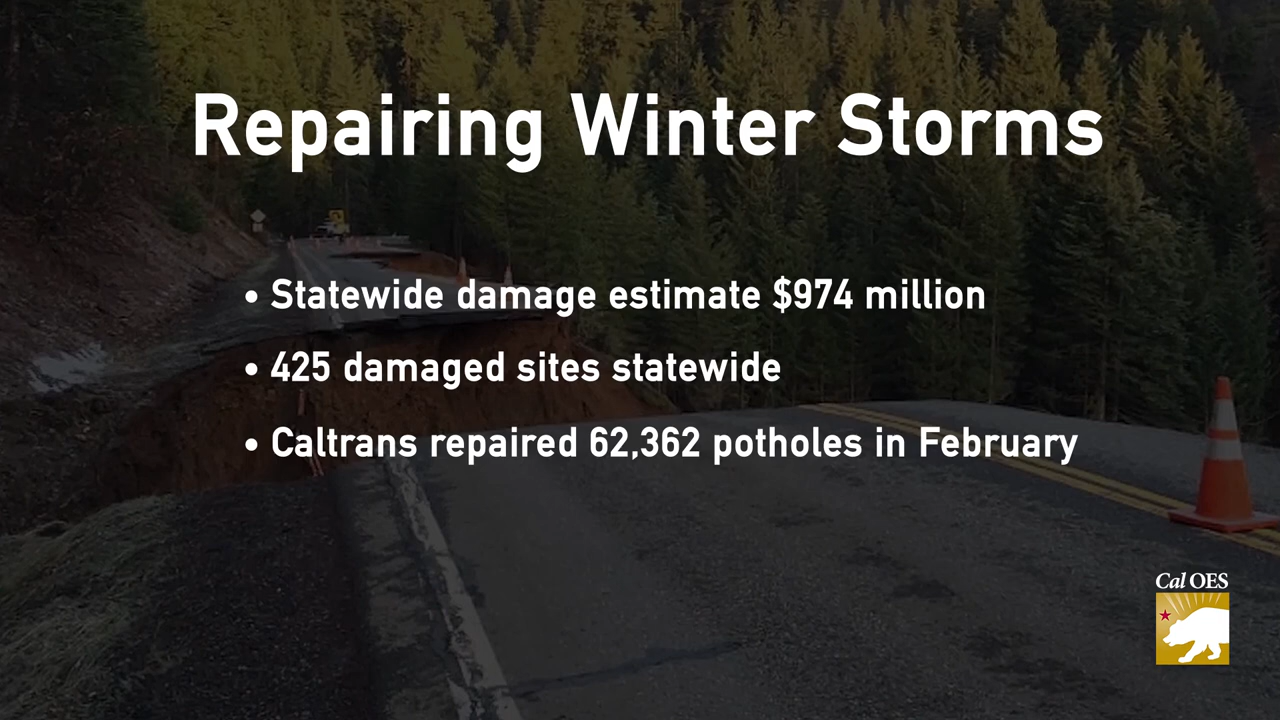 Repairing Winter Storms
• Statewide damage estimate $974 million
• 425 damaged sites statewide
• Caltrans repaired 62,362 potholes in February
Cal OES